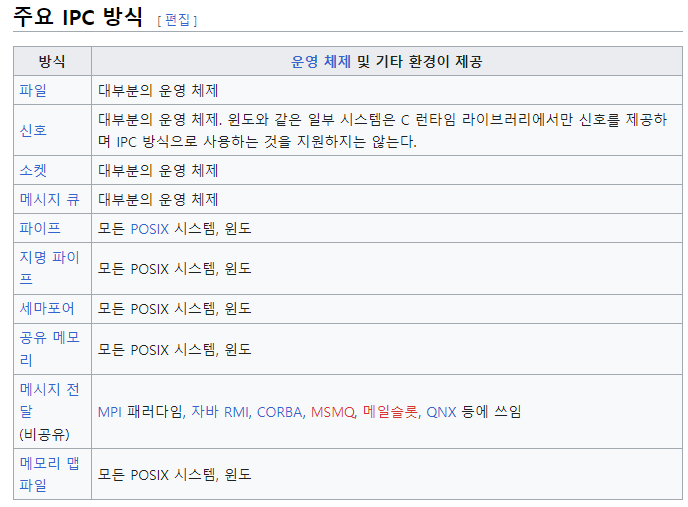 주요 IPC 방식 [ 편집 ]
방식 운영 체제 및 기타 환경이 제공
파일 대부분의 운영 체제
신호 대부분의 운영 체제. 윈도와 같은 일부 시스템은 C 런타임 라이브러리에서만 신호를 제공하
며 IPC 방식으로 사용하는 것을 지원하지는 않는다.
소켓 대부분의 운영 체제
메시지 큐 대부분의 운영 체제
파이프 모든 POSIX 시스템, 윈도
지명 파이
프 모든 POSIX 시스템, 윈도
세마포어 모든 POSIX 시스템, 윈도
공유 메모
리 모든 POSIX 시스템, 윈도
메시지 전
달
(비공유) MPI 패러다임, 자바 RMI, CORBA, MSMQ, 메일슬롯, QNX 등에 쓰임
메모리 맵
파일 모든 POSIX 시스템, 윈도